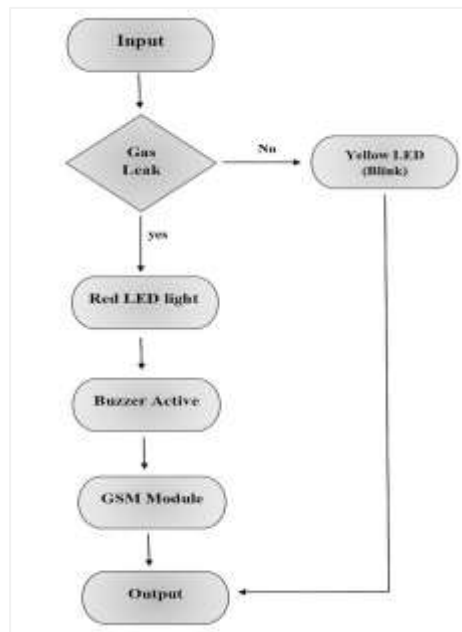 Input
Gas
Leak
No
Yellow LED
(Blink)
yes
Red LED light
Buzzer Active
GSM Module
Output